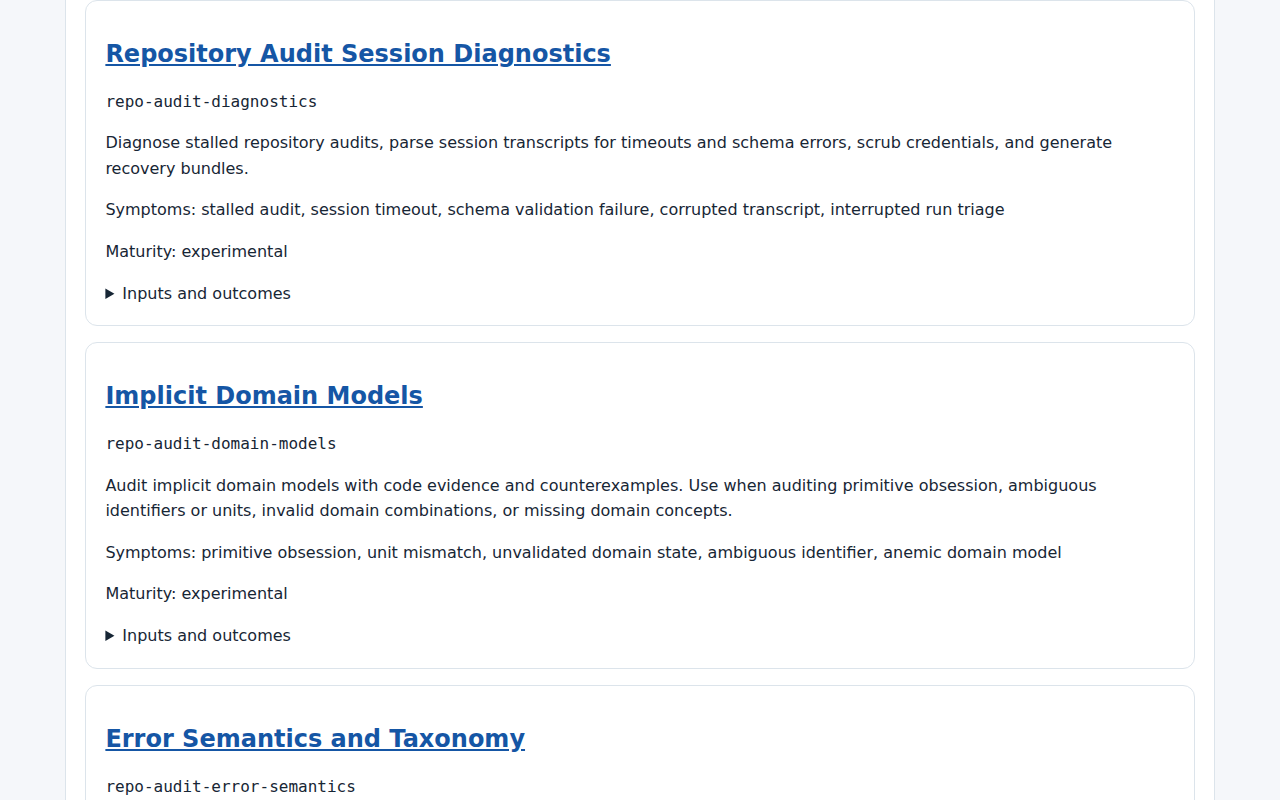 Repository Audit Session Diagnostics
repo-audit-diagnostics
Diagnose stalled repository audits, parse session transcripts for timeouts and schema errors, scrub credentials, and generate
recovery bundles.
Symptoms: stalled audit, session timeout, schema validation failure, corrupted transcript, interrupted run triage
Maturity: experimental
Inputs and outcomes
Implicit Domain Models
repo-audit-domain-models
Audit implicit domain models with code evidence and counterexamples. Use when auditing primitive obsession, ambiguous
identifiers or units, invalid domain combinations, or missing domain concepts.
Symptoms: primitive obsession, unit mismatch, unvalidated domain state, ambiguous identifier, anemic domain model
Maturity: experimental
Inputs and outcomes
Error Semantics and Taxonomy
repo-audit-error-semantics